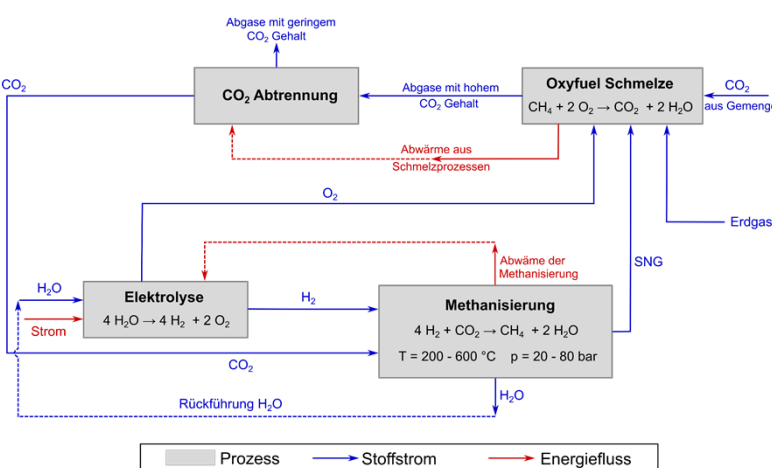 Abgase mit geringem
CO₂ Gehalt
CO₂
CO₂ Abtrennung
Abgase mit hohem
CO₂ Gehalt
Oxyfuel Schmelze
CH₄ + 2 O₂ → CO₂ + 2 H₂O
CO₂
aus Gemenge
Abwärme aus
Schmelzprozessen
O₂
Erdgas
Abwäme der
Methanisierung
SNG
H₂O
Strom
Elektrolyse
4 H₂O → 4 H₂ + 2 O₂
H₂
Methanisierung
4 H₂ + CO₂ → CH₄ + 2 H₂O
T = 200 - 600 °C p = 20 - 80 bar
CO₂
H₂O
Rückführung H₂O
Prozess
Stoffstrom
Energiefluss